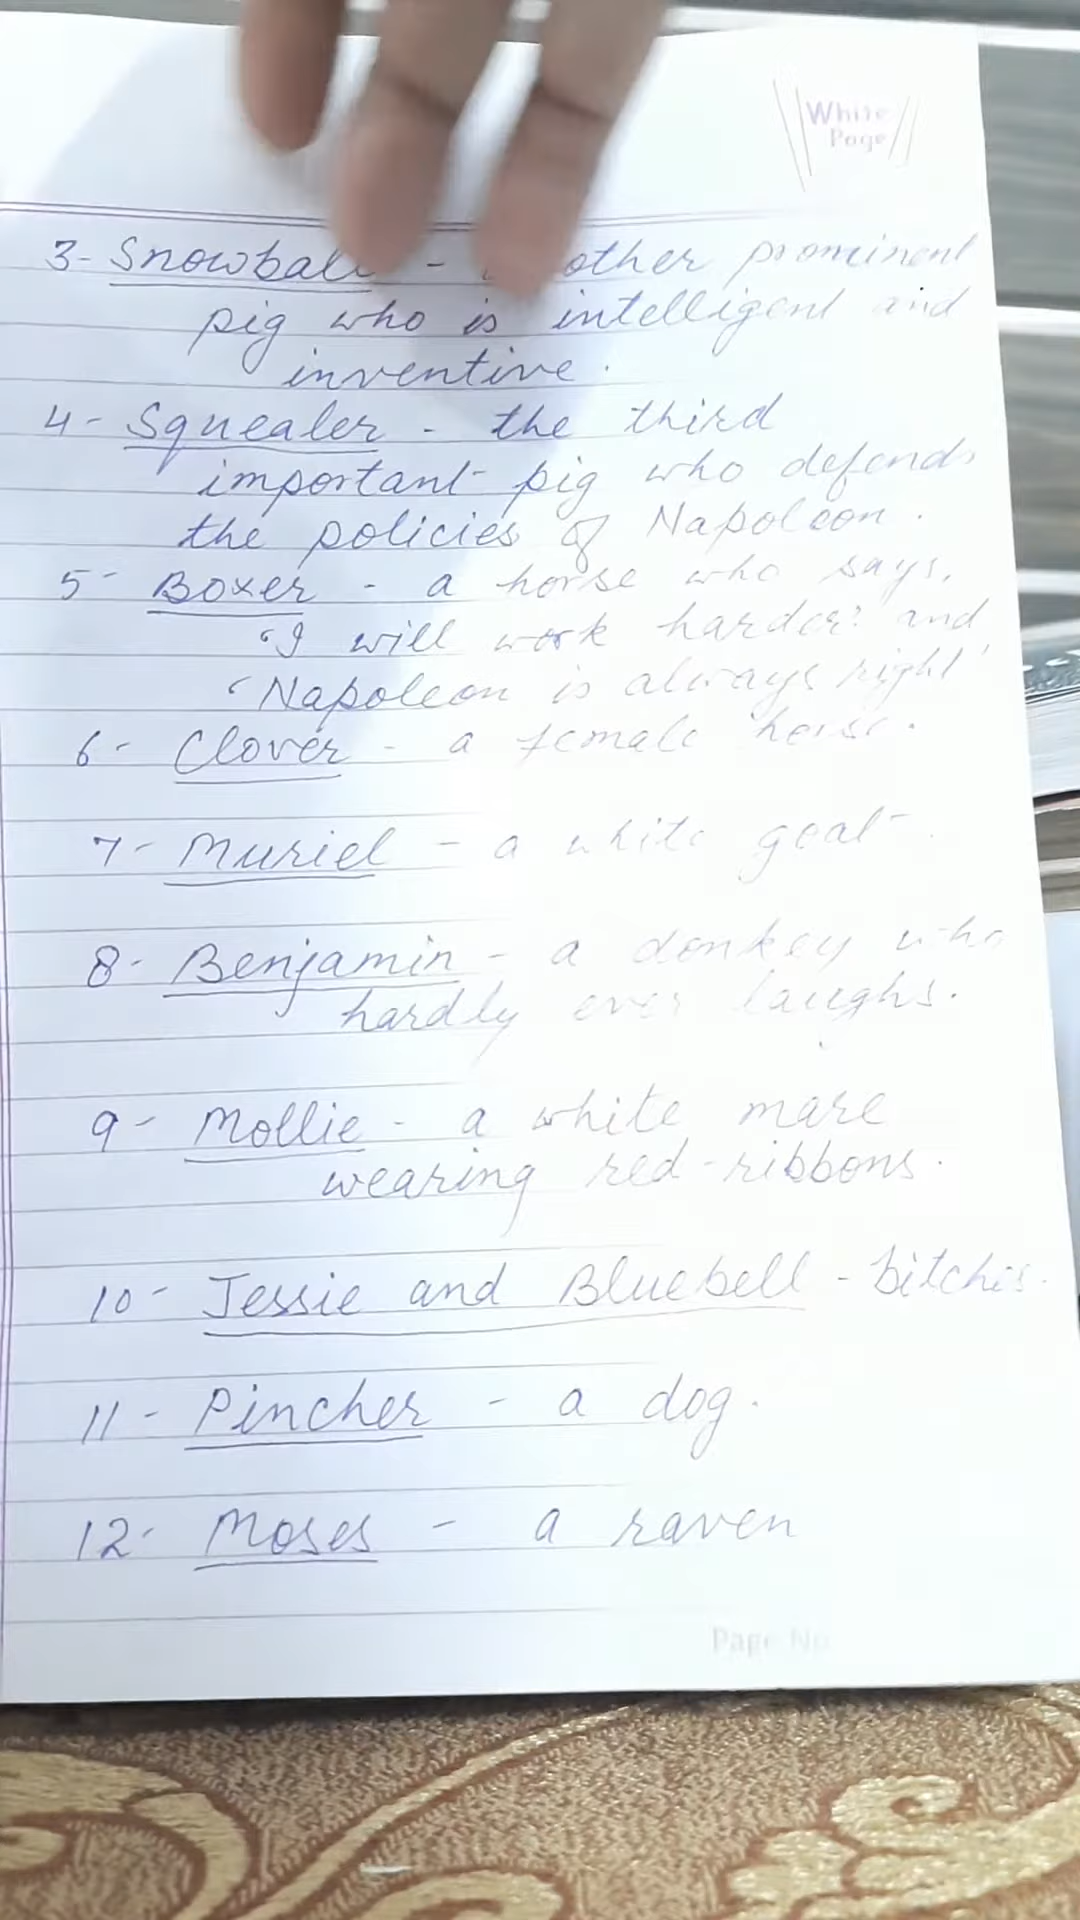 White
Page
3- Snowball - other prominent
pig who is intelligent and
inventive.
4- Squealer - the third
important pig who defends
the policies of Napoleon.
5- Boxer - a horse who says,
'I will work harder' and
'Napoleon is always right'
6- Clover - a female horse.
7- Muriel - a white goat.
8- Benjamin - a donkey who
hardly ever laughs.
9- Mollie - a white mare
wearing red-ribbons.
10- Jessie and Bluebell - bitches.
11- Pincher - a dog.
12- Moses - a raven
Page No